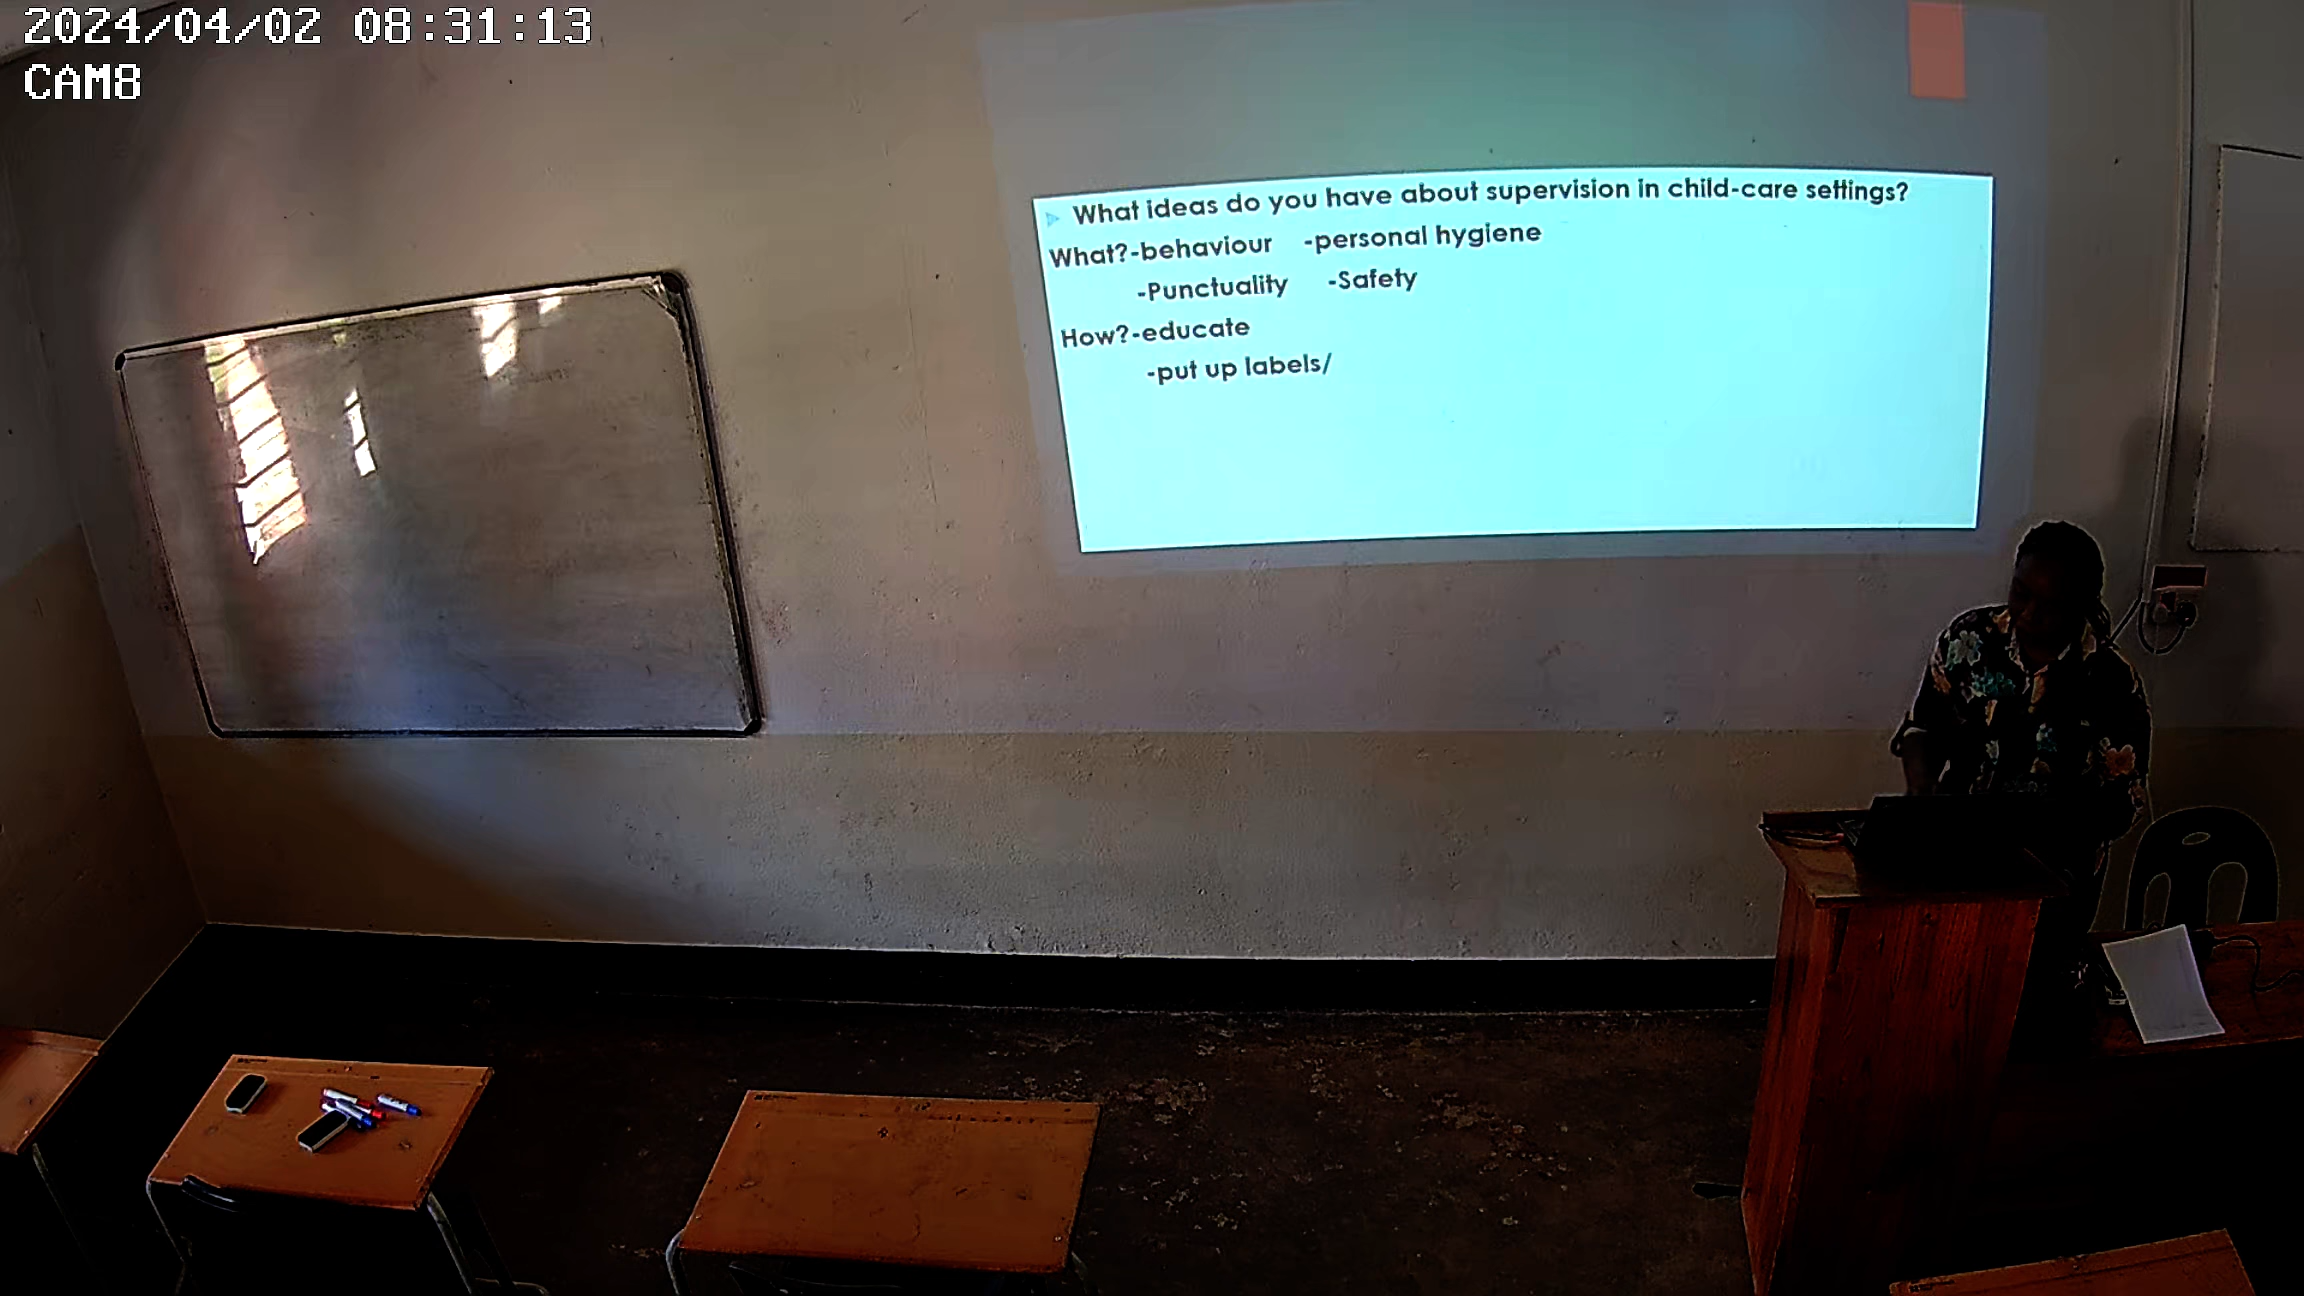 2024/04/02 08:31:13
CAM8
What ideas do you have about supervision in child-care settings?
What?-behaviour -personal hygiene
-Punctuality -Safety
How?-educate
-put up labels/